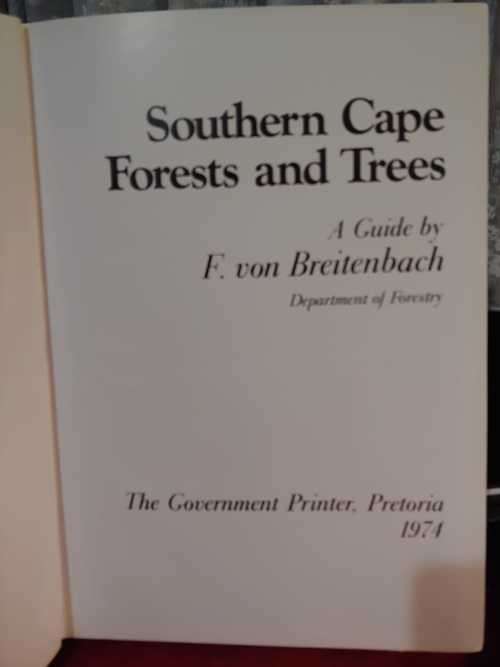 Southern Cape
Forests and Trees
A Guide by
F. von Breitenbach
Department of Forestry
The Government Printer, Pretoria
1974